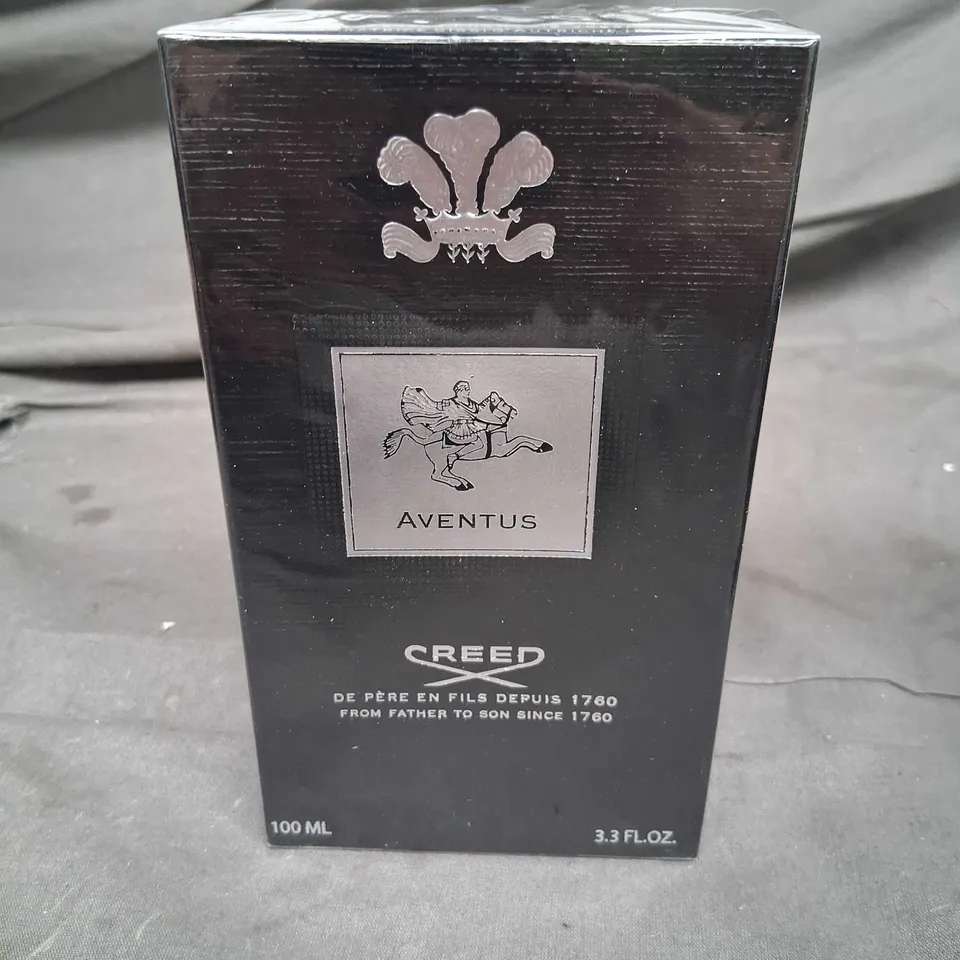 AVENTUS
CREED
DE PÈRE EN FILS DEPUIS 1760
FROM FATHER TO SON SINCE 1760
100 ML
3.3 FL.OZ.